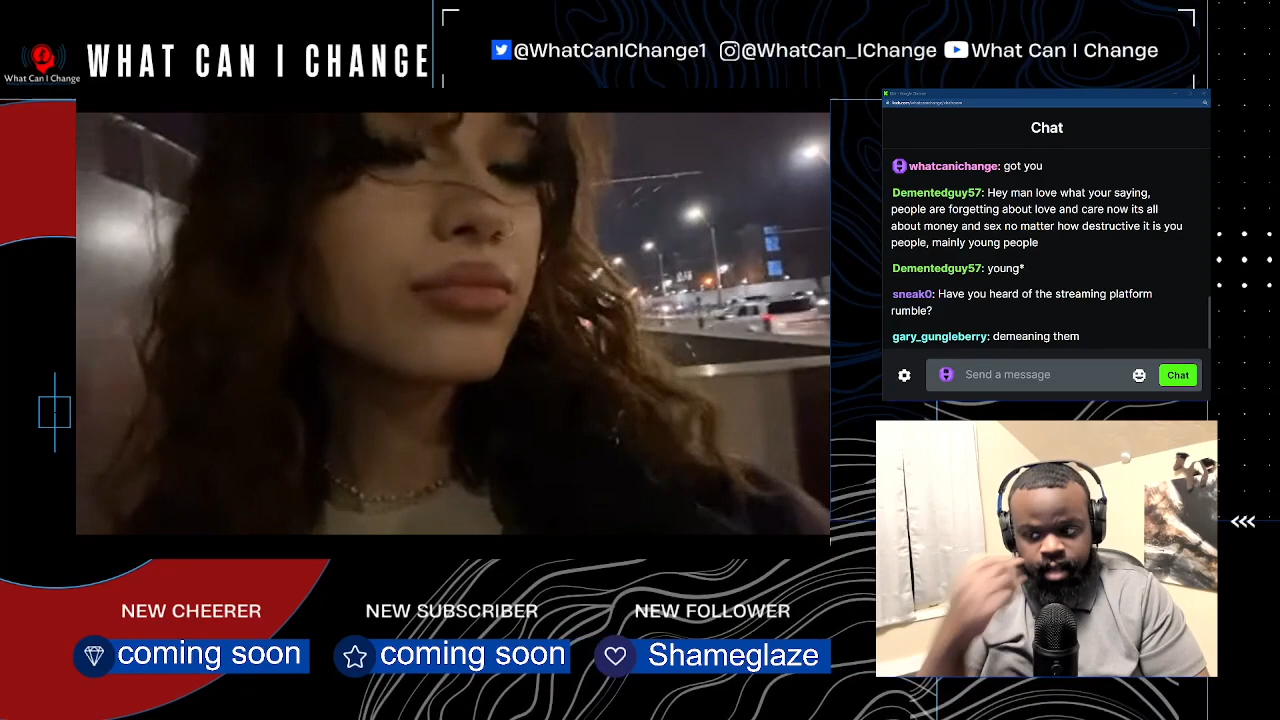 What Can I Change
WHAT CAN I CHANGE
@WhatCanIChange1 @WhatCan_IChange What Can I Change
Chat
whatcanichange: got you
Dementedguy57: Hey man love what your saying,
people are forgetting about love and care now its all
about money and sex no matter how destructive it is you
people, mainly young people
Dementedguy57: young*
sneak0: Have you heard of the streaming platform
rumble?
gary_gungleberry: demeaning them
Send a message
Chat
NEW CHEERER
coming soon
NEW SUBSCRIBER
coming soon
NEW FOLLOWER
Shameglaze